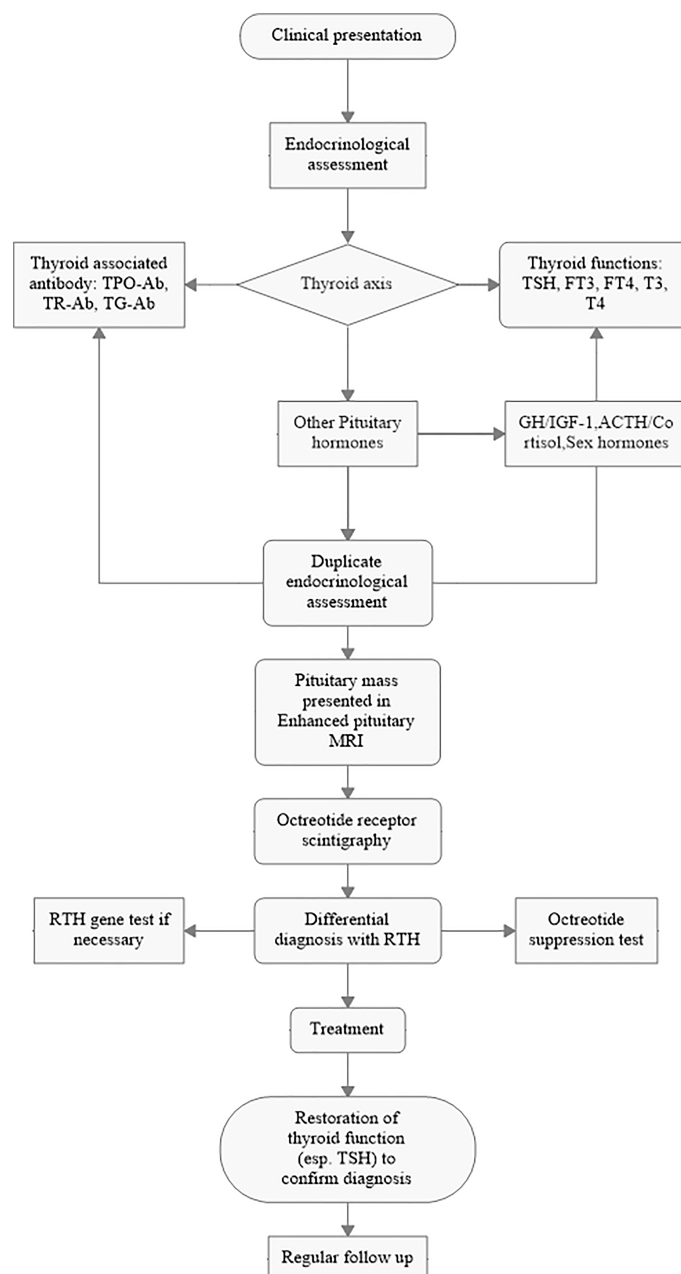 Clinical presentation
Endocrinological
assessment
Thyroid associated
antibody: TPO-Ab,
TR-Ab, TG-Ab
Thyroid axis
Thyroid functions:
TSH, FT3, FT4, T3,
T4
Other Pituitary
hormones
GH/IGF-1,ACTH/Co
rtisol,Sex hormones
Duplicate
endocrinological
assessment
Pituitary mass
presented in
Enhanced pituitary
MRI
Octreotide receptor
scintigraphy
RTH gene test if
necessary
Differential
diagnosis with RTH
Octreotide
suppression test
Treatment
Restoration of
thyroid function
(esp. TSH) to
confirm diagnosis
Regular follow up